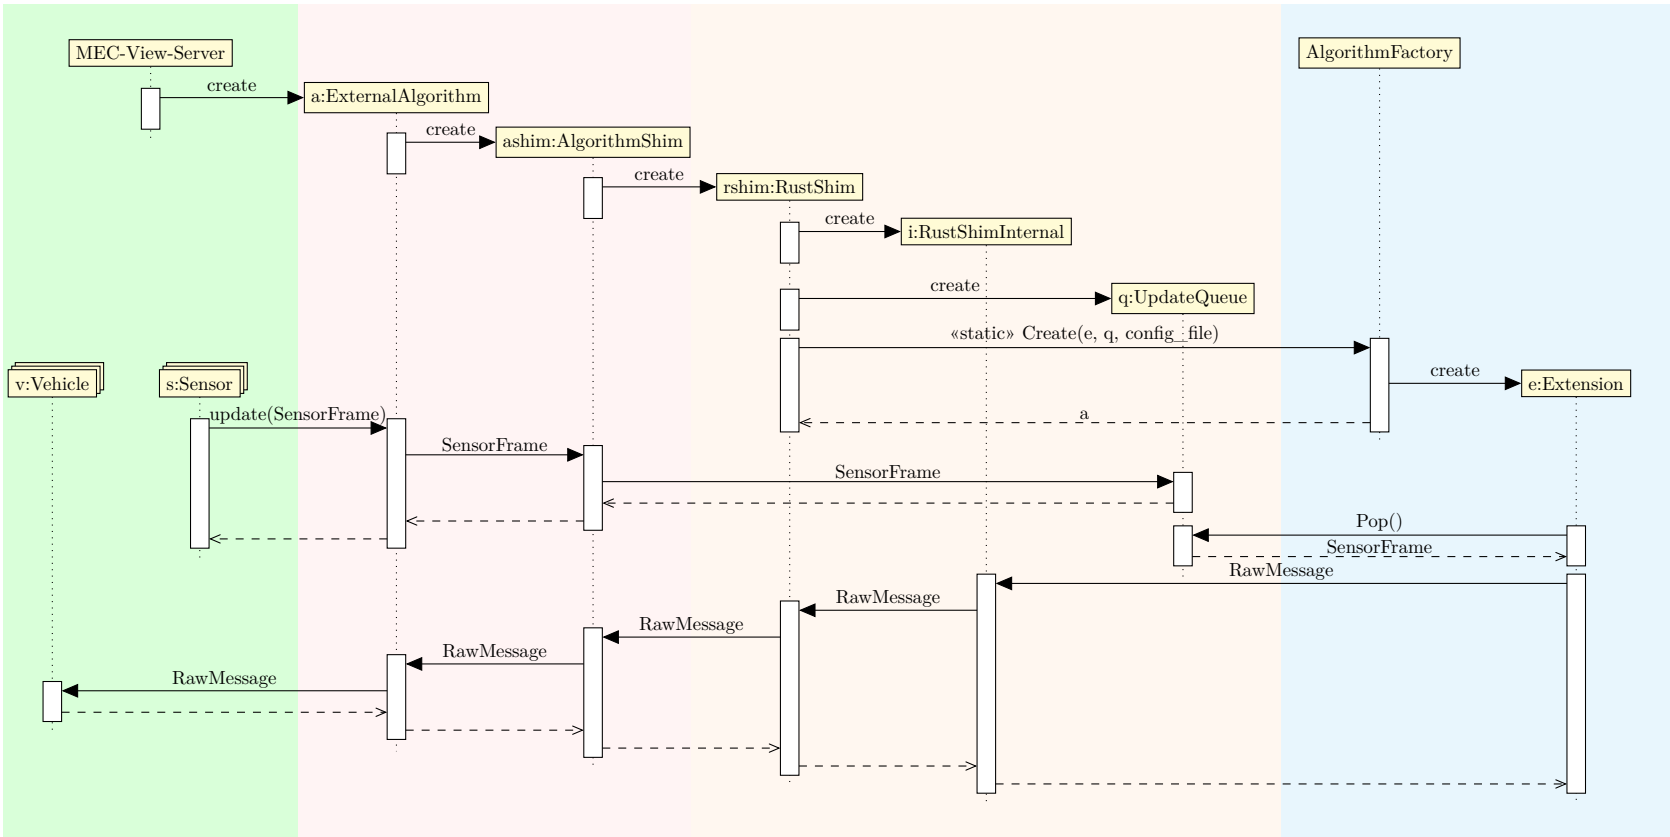 MEC-View-Server
AlgorithmFactory
create
a:ExternalAlgorithm
create
ashim:AlgorithmShim
create
rshim:RustShim
create
i:RustShimInternal
create
q:UpdateQueue
«static» Create(e, q, config_file)
create
v:Vehicle
s:Sensor
e:Extension
update(SensorFrame)
a
SensorFrame
SensorFrame
Pop()
SensorFrame
RawMessage
RawMessage
RawMessage
RawMessage
RawMessage